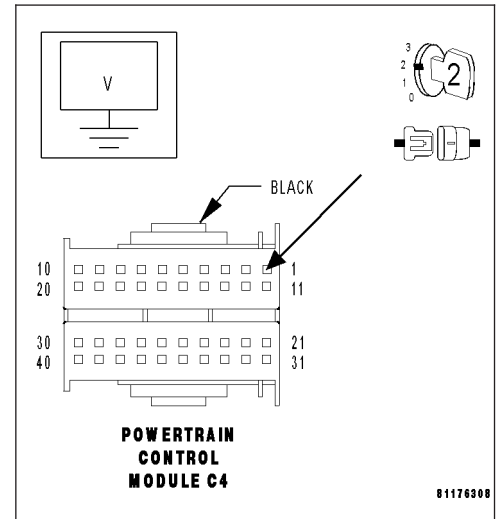 V
3
2
1
0
2
BLACK
10 1
20 11
30 21
40 31
POWERTRAIN
CONTROL
MODULE C4
81176308